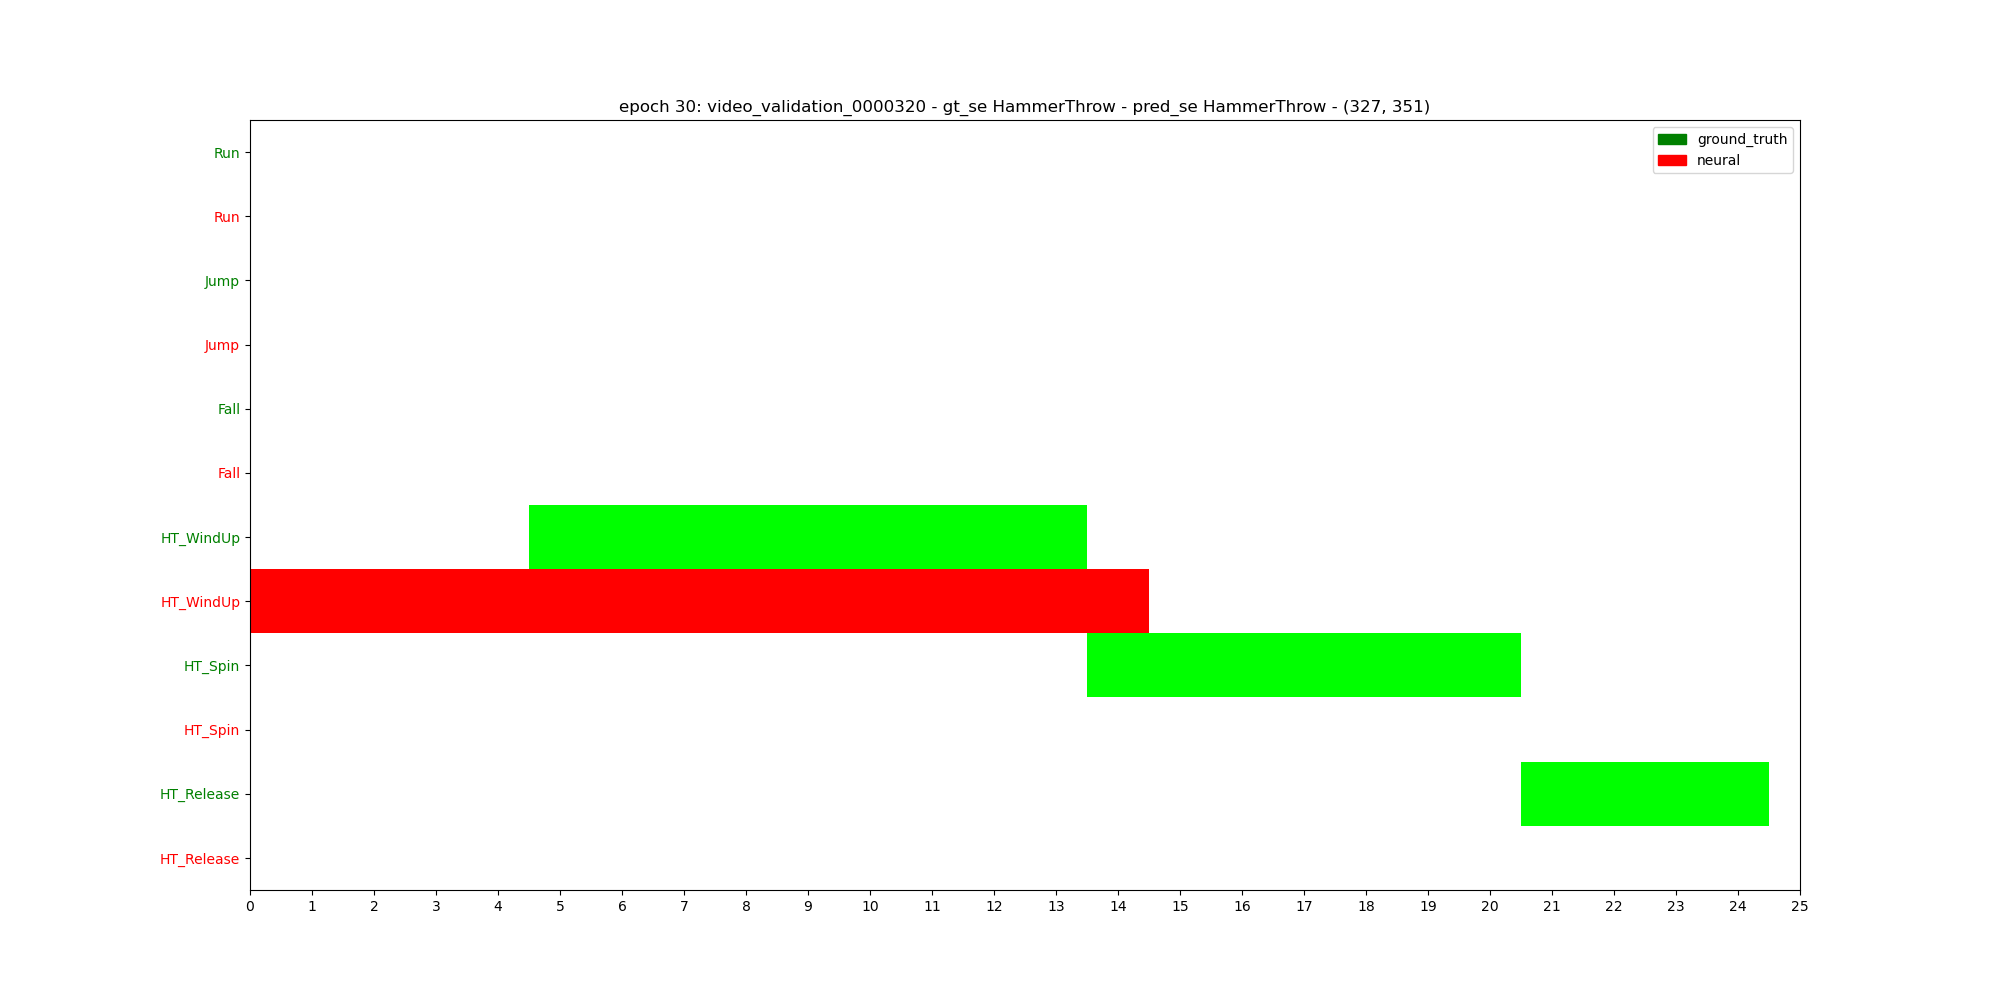 epoch 30: video_validation_0000320 - gt_se HammerThrow - pred_se HammerThrow - (327, 351)
ground_truth
neural
Run
Run
Jump
Jump
Fall
Fall
HT_WindUp
HT_WindUp
HT_Spin
HT_Spin
HT_Release
HT_Release
0 1 2 3 4 5 6 7 8 9 10 11 12 13 14 15 16 17 18 19 20 21 22 23 24 25